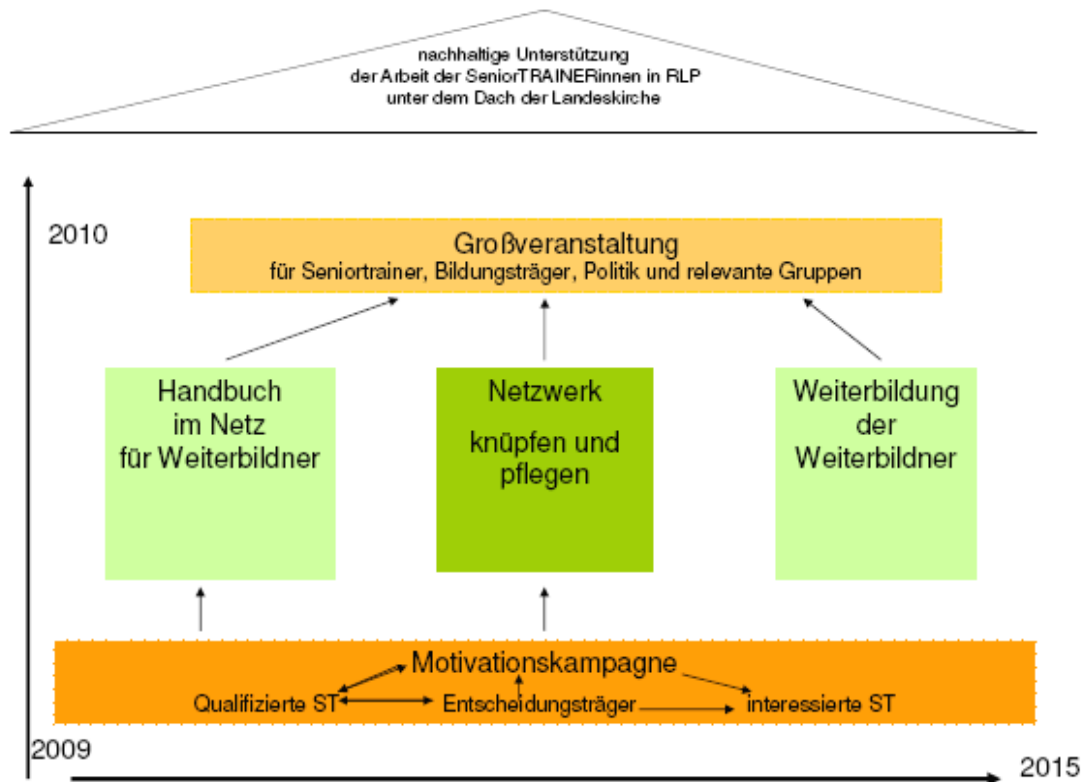 nachhaltige Unterstützung
der Arbeit der SeniorTRAINERinnen in RLP
unter dem Dach der Landeskirche
2010
Großveranstaltung
für Seniortrainer, Bildungsträger, Politik und relevante Gruppen
Handbuch
im Netz
für Weiterbildner
Netzwerk
knüpfen und
pflegen
Weiterbildung
der
Weiterbildner
Motivationskampagne
Qualifizierte ST
Entscheidungsträger
interessierte ST
2009
2015